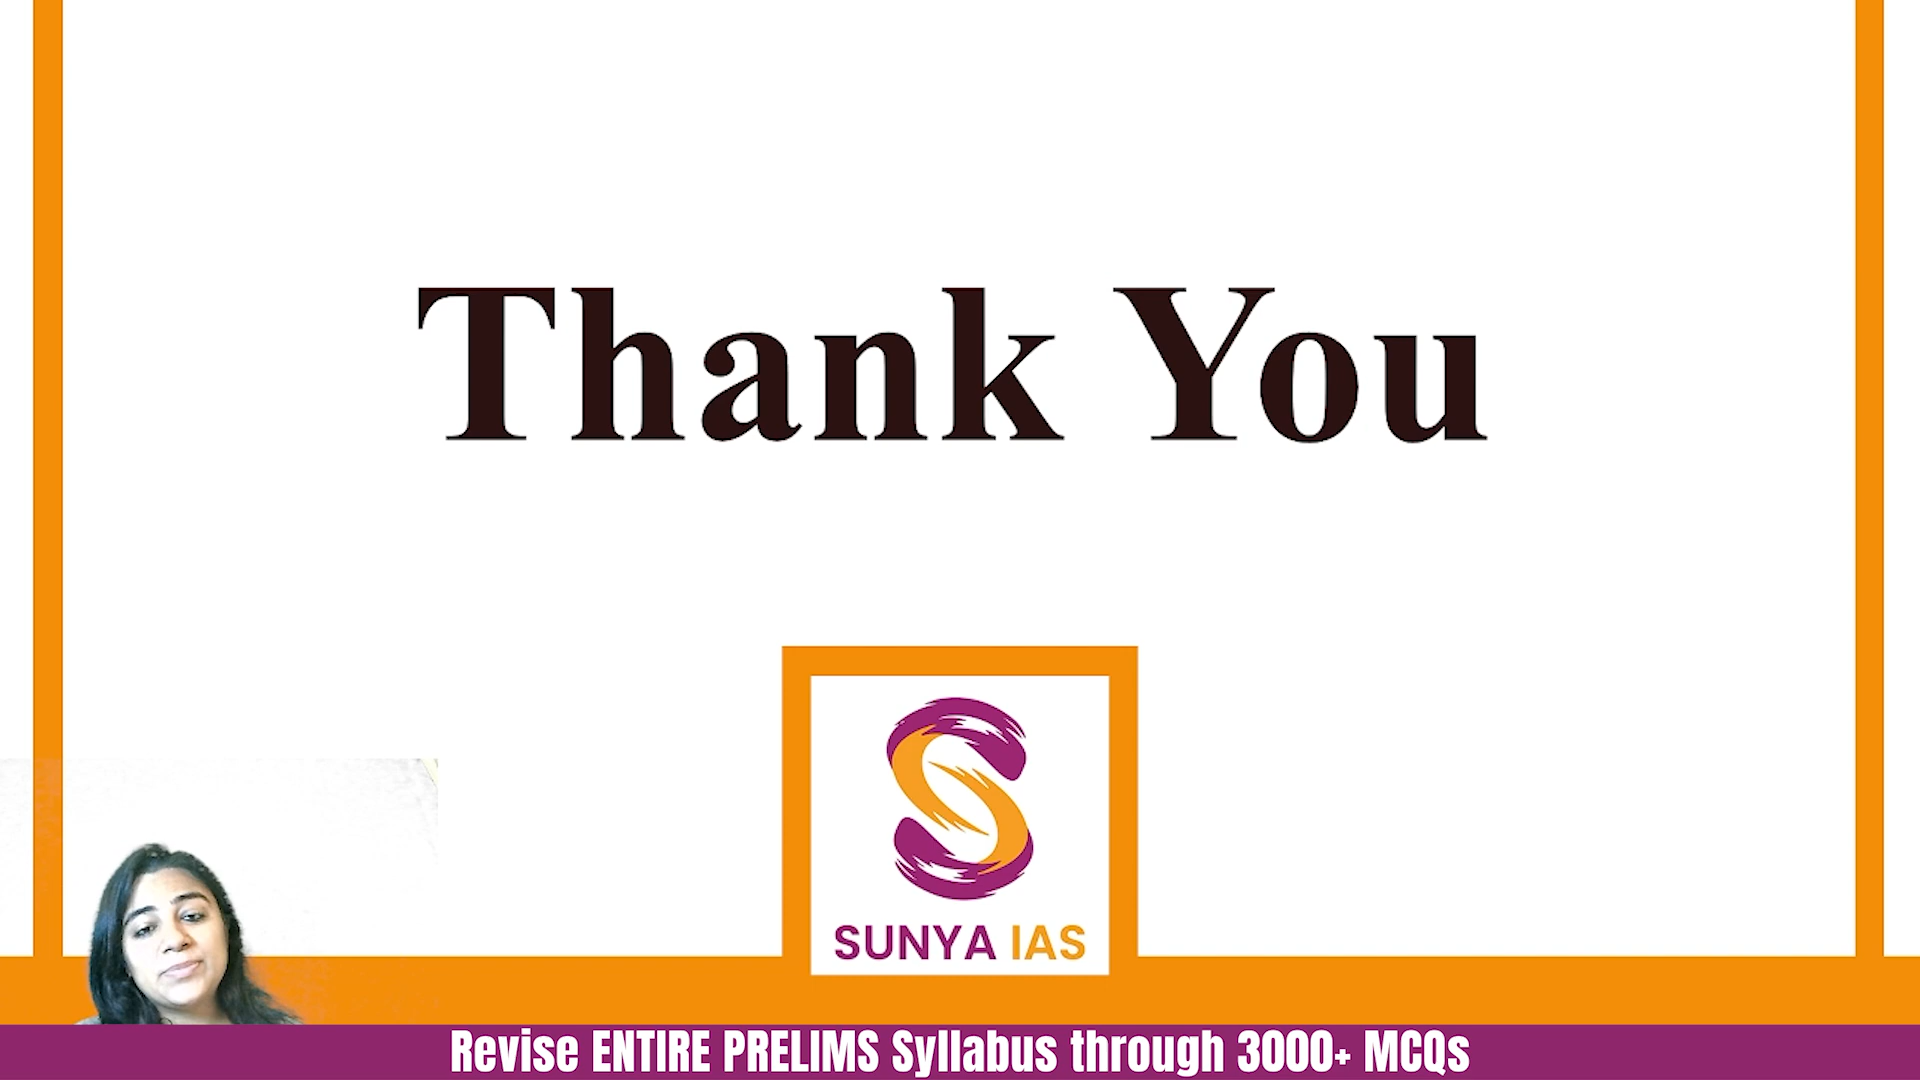 Thank You
SUNYA IAS
Revise ENTIRE PRELIMS Syllabus through 3000+ MCQs